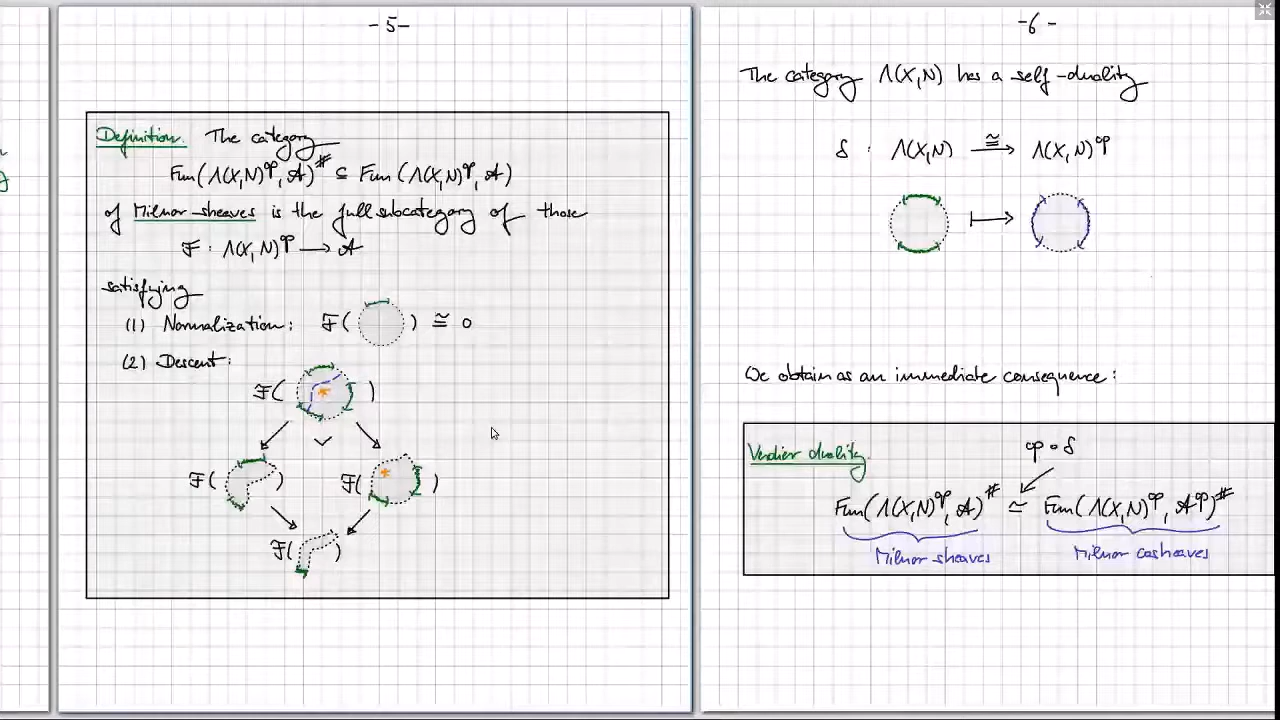 -5-
Definition. The category
Fun(Λ(X,N)^op, A)^# ⊆ Fun(Λ(X,N)^op, A)
of Milnor sheaves is the full subcategory of those
F : Λ(X,N)^op → A
satisfying
(1) Normalization: F( ) ≅ 0
(2) Descent:
F( )
F( ) F( )
F( )
-6-
The category Λ(X,N) has a self-duality
δ : Λ(X,N) ≅→ Λ(X,N)^op
↦
We obtain as an immediate consequence:
Verdier duality.
op ∘ δ
Fun(Λ(X,N)^op, A)^# ≃ Fun(Λ(X,N)^op, A^op)^#
Milnor sheaves Milnor cosheaves